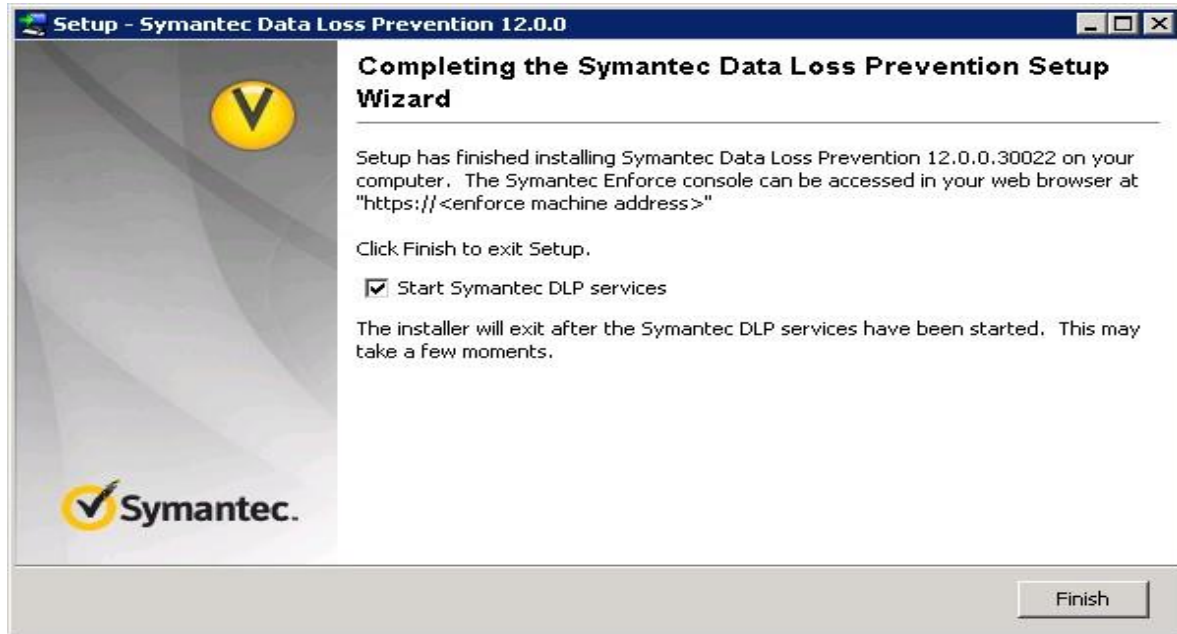 Setup - Symantec Data Loss Prevention 12.0.0
Completing the Symantec Data Loss Prevention Setup
Wizard
Setup has finished installing Symantec Data Loss Prevention 12.0.0.30022 on your
computer. The Symantec Enforce console can be accessed in your web browser at
"https://<enforce machine address>"
Click Finish to exit Setup.
Start Symantec DLP services
The installer will exit after the Symantec DLP services have been started. This may
take a few moments.
Symantec.
Finish